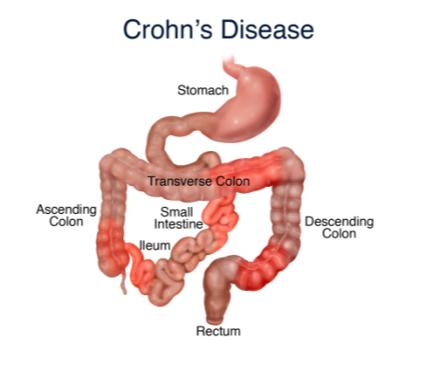 Crohn's Disease
Stomach
Transverse Colon
Ascending
Colon
Small
Intestine
Descending
Colon
Ileum
Rectum